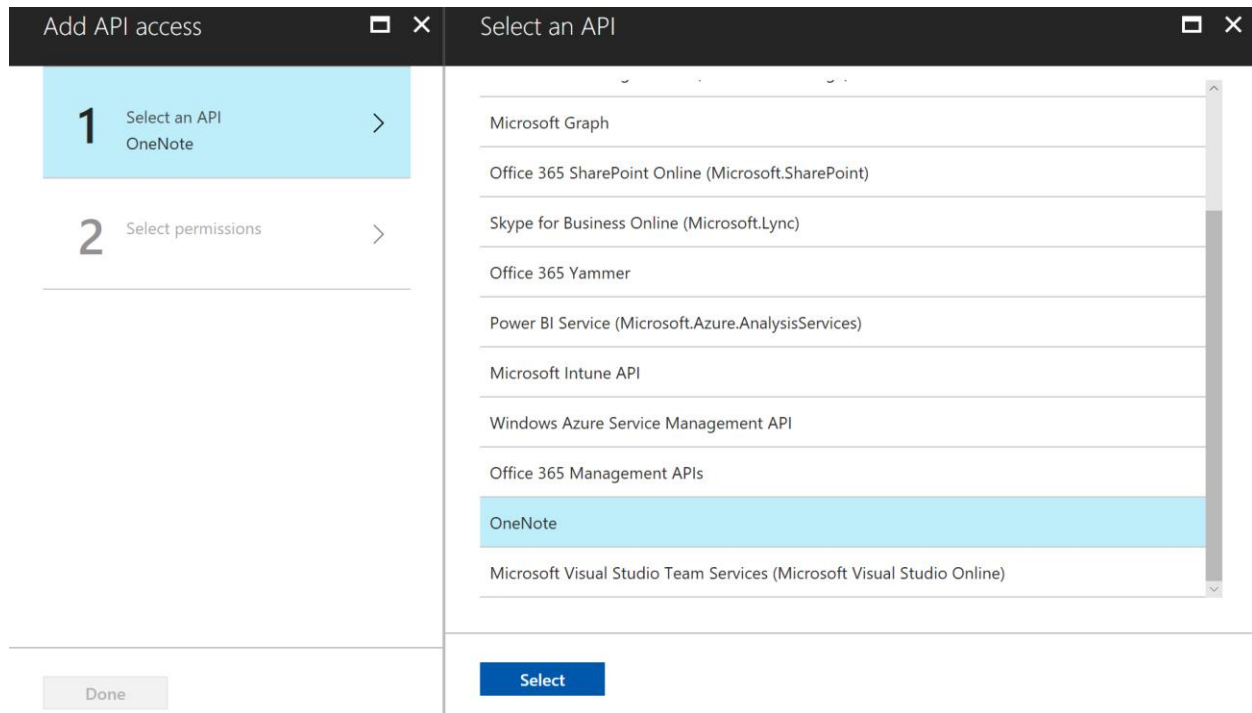 Add API access
1
Select an API
OneNote
2
Select permissions
Done
Select an API
Microsoft Graph
Office 365 SharePoint Online (Microsoft.SharePoint)
Skype for Business Online (Microsoft.Lync)
Office 365 Yammer
Power BI Service (Microsoft.Azure.AnalysisServices)
Microsoft Intune API
Windows Azure Service Management API
Office 365 Management APIs
OneNote
Microsoft Visual Studio Team Services (Microsoft Visual Studio Online)
Select